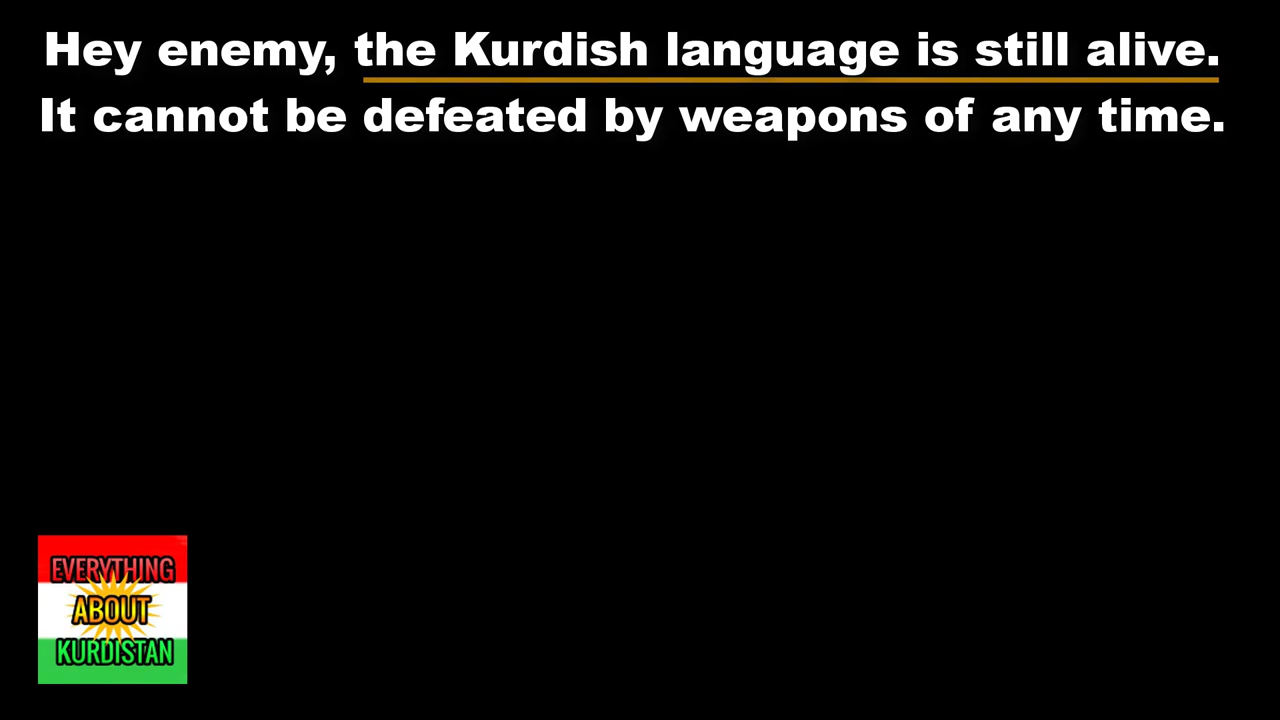 Hey enemy, the Kurdish language is still alive.
It cannot be defeated by weapons of any time.
EVERYTHING
ABOUT
KURDISTAN